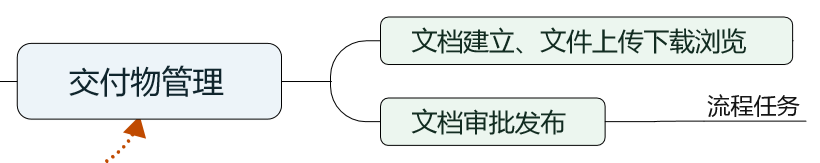 文档建立、文件上传下载浏览
交付物管理
文档审批发布
流程任务